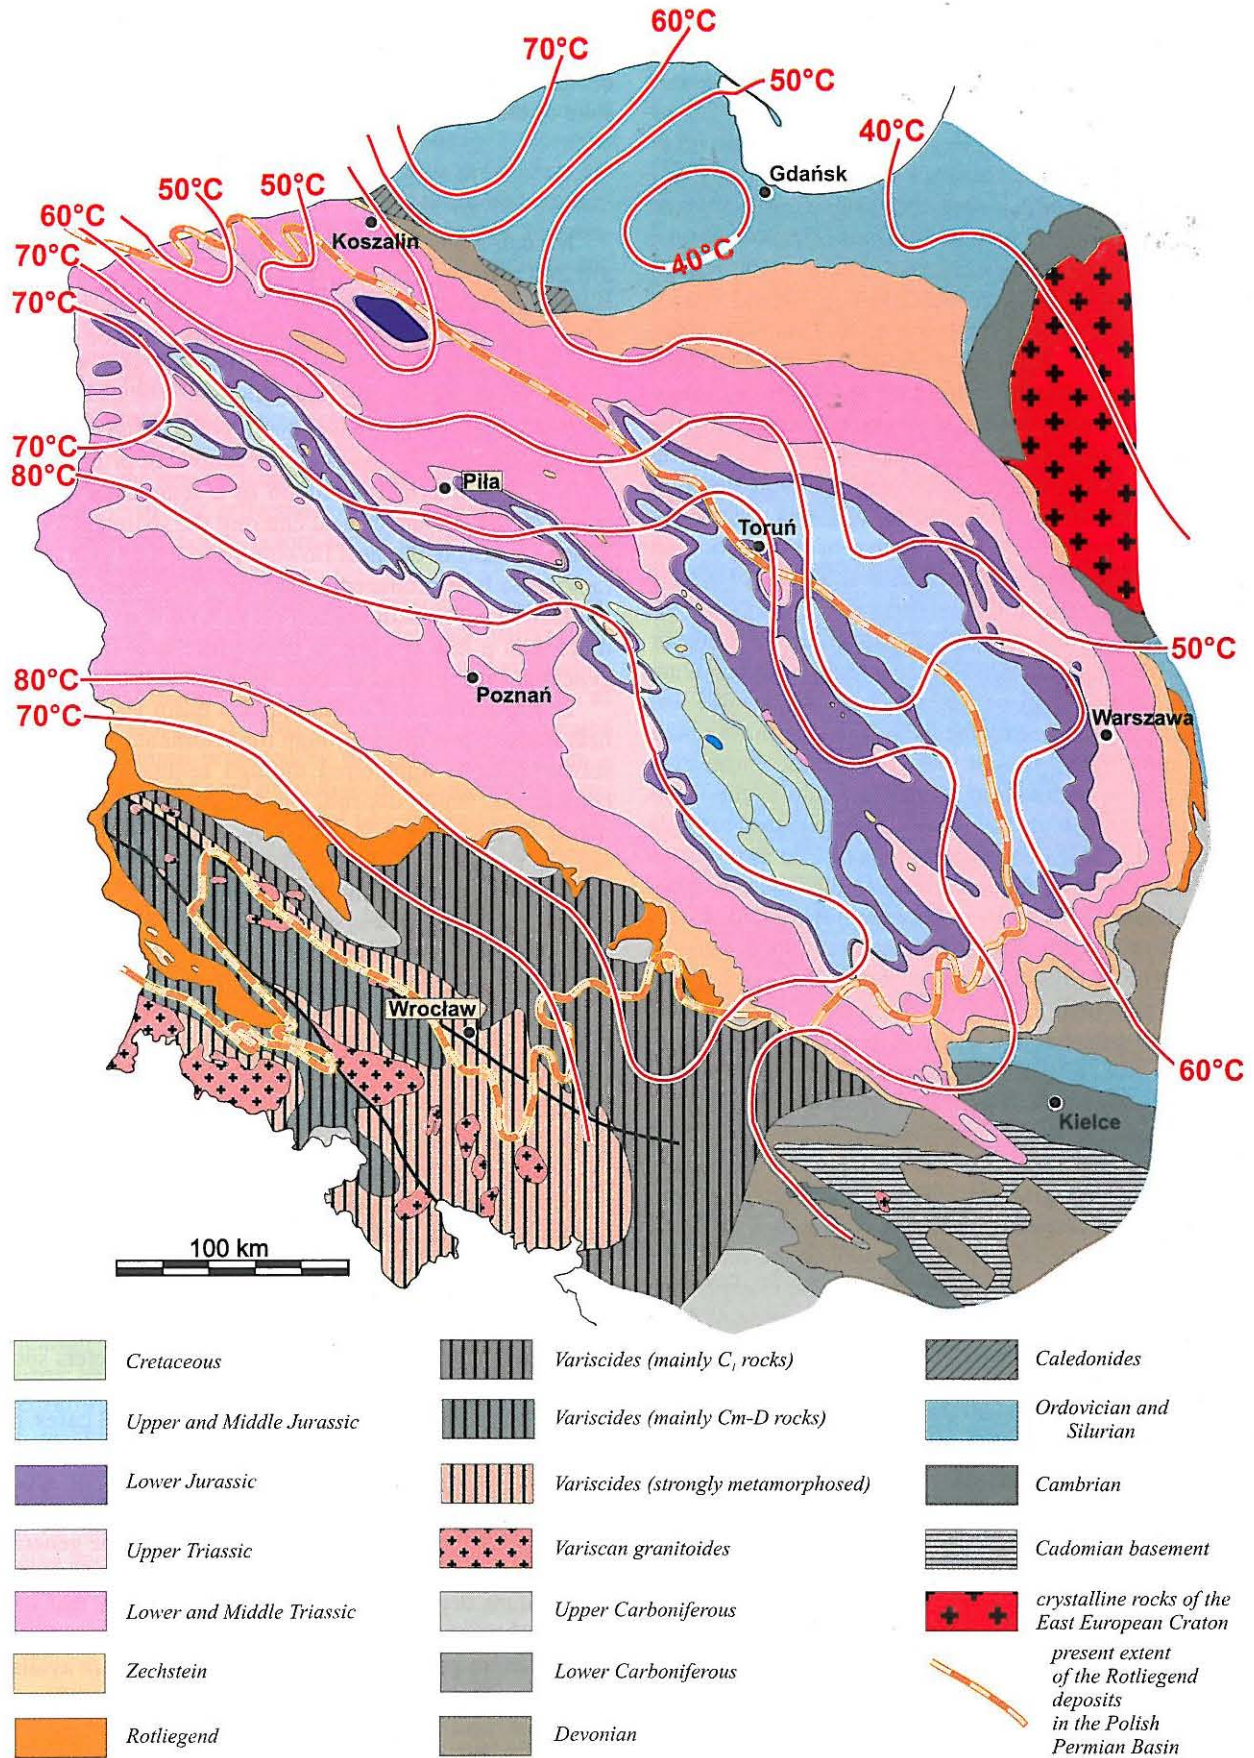 60°C
70°C
50°C
40°C
Gdańsk
50°C
50°C
60°C
Koszalin
40°C
70°C
70°C
70°C
80°C
Piła
Toruń
50°C
80°C
Poznań
70°C
Warszawa
Wrocław
60°C
Kielce
100 km
Cretaceous
Upper and Middle Jurassic
Lower Jurassic
Upper Triassic
Lower and Middle Triassic
Zechstein
Rotliegend
Variscides (mainly C₁ rocks)
Variscides (mainly Cm-D rocks)
Variscides (strongly metamorphosed)
Variscan granitoides
Upper Carboniferous
Lower Carboniferous
Devonian
Caledonides
Ordovician and
Silurian
Cambrian
Cadomian basement
crystalline rocks of the
East European Craton
present extent
of the Rotliegend
deposits
in the Polish
Permian Basin